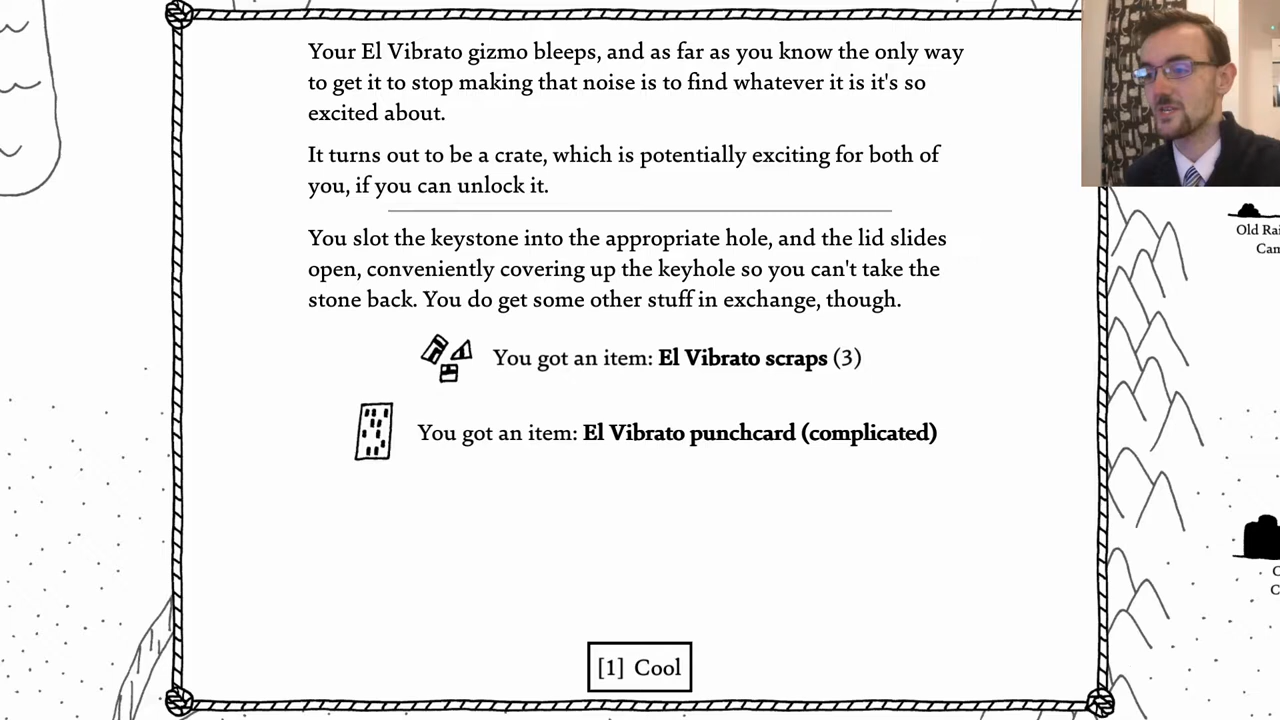 Your El Vibrato gizmo bleeps, and as far as you know the only way
to get it to stop making that noise is to find whatever it is it's so
excited about.
It turns out to be a crate, which is potentially exciting for both of
you, if you can unlock it.
You slot the keystone into the appropriate hole, and the lid slides
open, conveniently covering up the keyhole so you can't take the
stone back. You do get some other stuff in exchange, though.
You got an item: El Vibrato scraps (3)
You got an item: El Vibrato punchcard (complicated)
[1] Cool
Old Rai
Cam
C
C